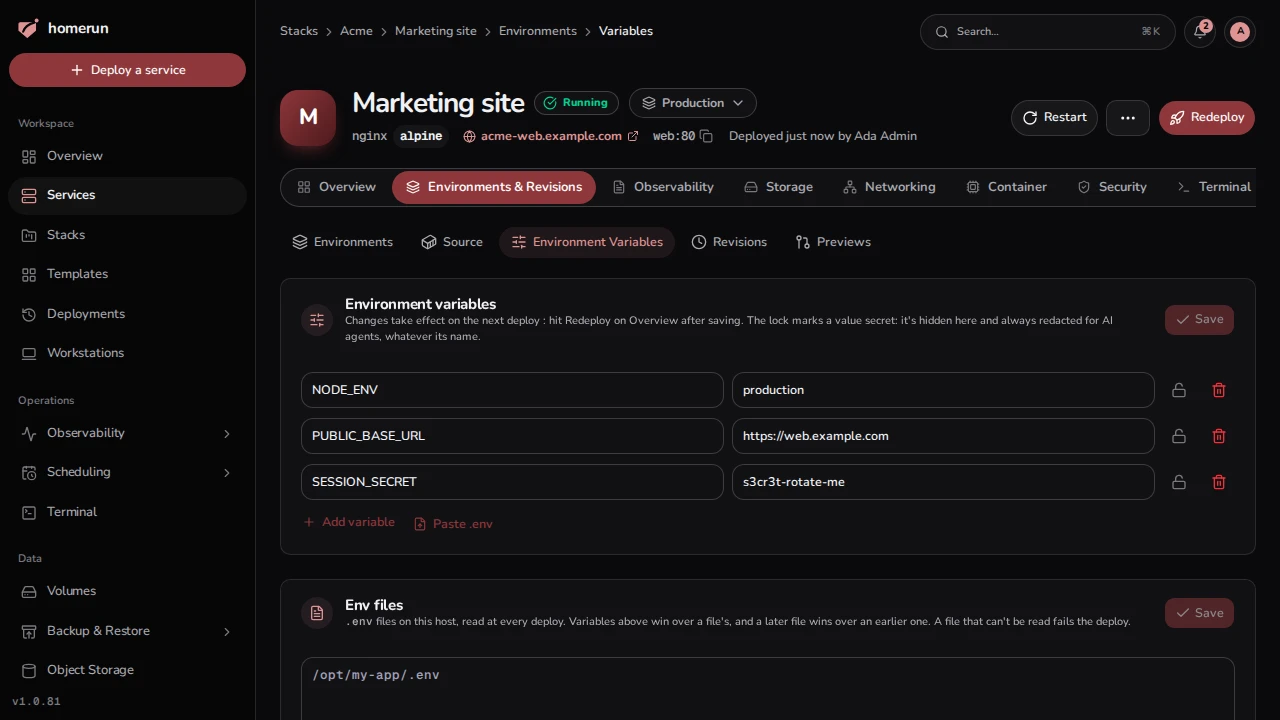 homerun
Deploy a service
Workspace
Overview
Services
Stacks
Templates
Deployments
Workstations
Operations
Observability
Scheduling
Terminal
Data
Volumes
Backup & Restore
Object Storage
v1.0.81
Stacks > Acme > Marketing site > Environments > Variables
Search... ⌘K
2
A
M
Marketing site Running Production
nginx alpine acme-web.example.com web:80 Deployed just now by Ada Admin
Restart
Redeploy
Overview Environments & Revisions Observability Storage Networking Container Security Terminal
Environments Source Environment Variables Revisions Previews
Environment variables
Changes take effect on the next deploy : hit Redeploy on Overview after saving. The lock marks a value secret: it's hidden here and always redacted for AI
agents, whatever its name.
Save
NODE_ENV production
PUBLIC_BASE_URL https://web.example.com
SESSION_SECRET s3cr3t-rotate-me
Add variable Paste .env
Env files
.env files on this host, read at every deploy. Variables above win over a file's, and a later file wins over an earlier one. A file that can't be read fails the deploy.
Save
/opt/my-app/.env